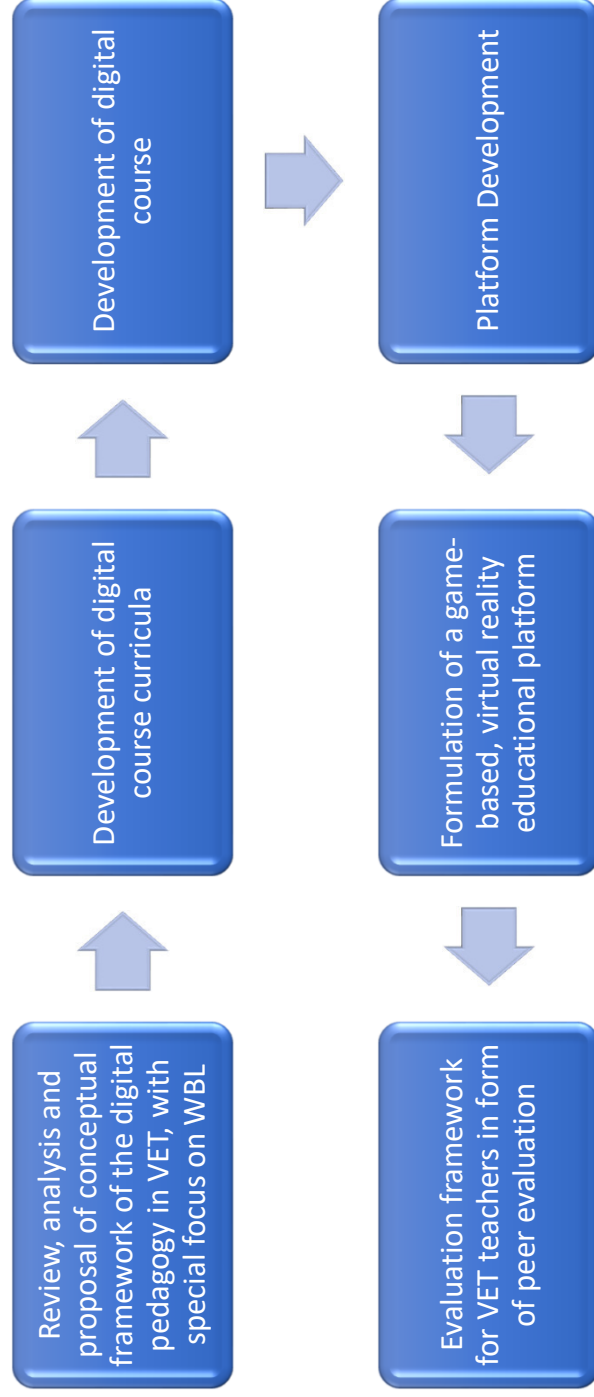 Review, analysis and
proposal of conceptual
framework of the digital
pedagogy in VET, with
special focus on WBL
Development of digital
course curricula
Development of digital
course
Platform Development
Formulation of a game-
based, virtual reality
educational platform
Evaluation framework
for VET teachers in form
of peer evaluation